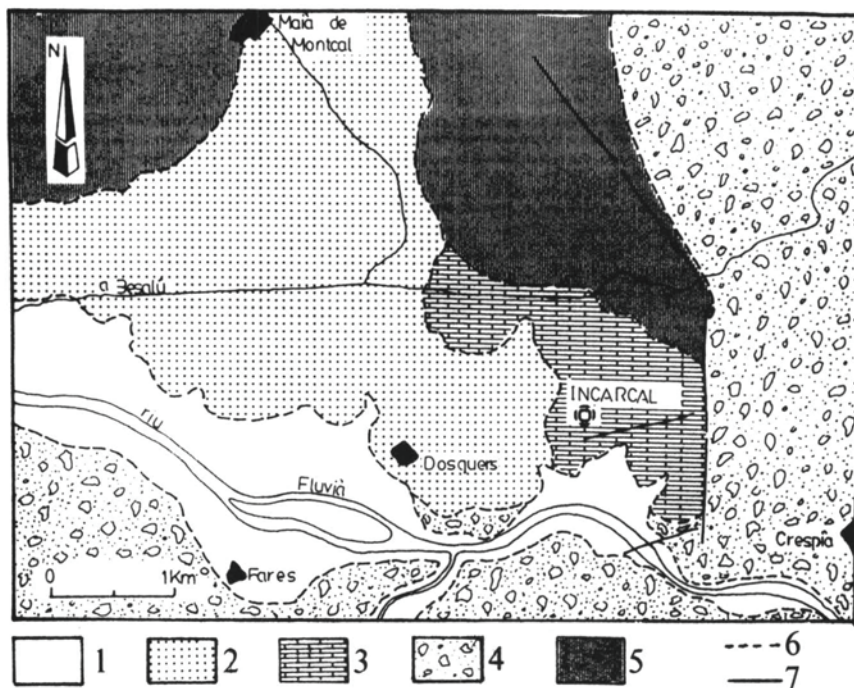 Maià de
Montcal
N
a Besalú
INCARCAL
riu
Fluvià
Dosquers
Crespià
Fares
0 1Km
1 2 3 4 5 6
7